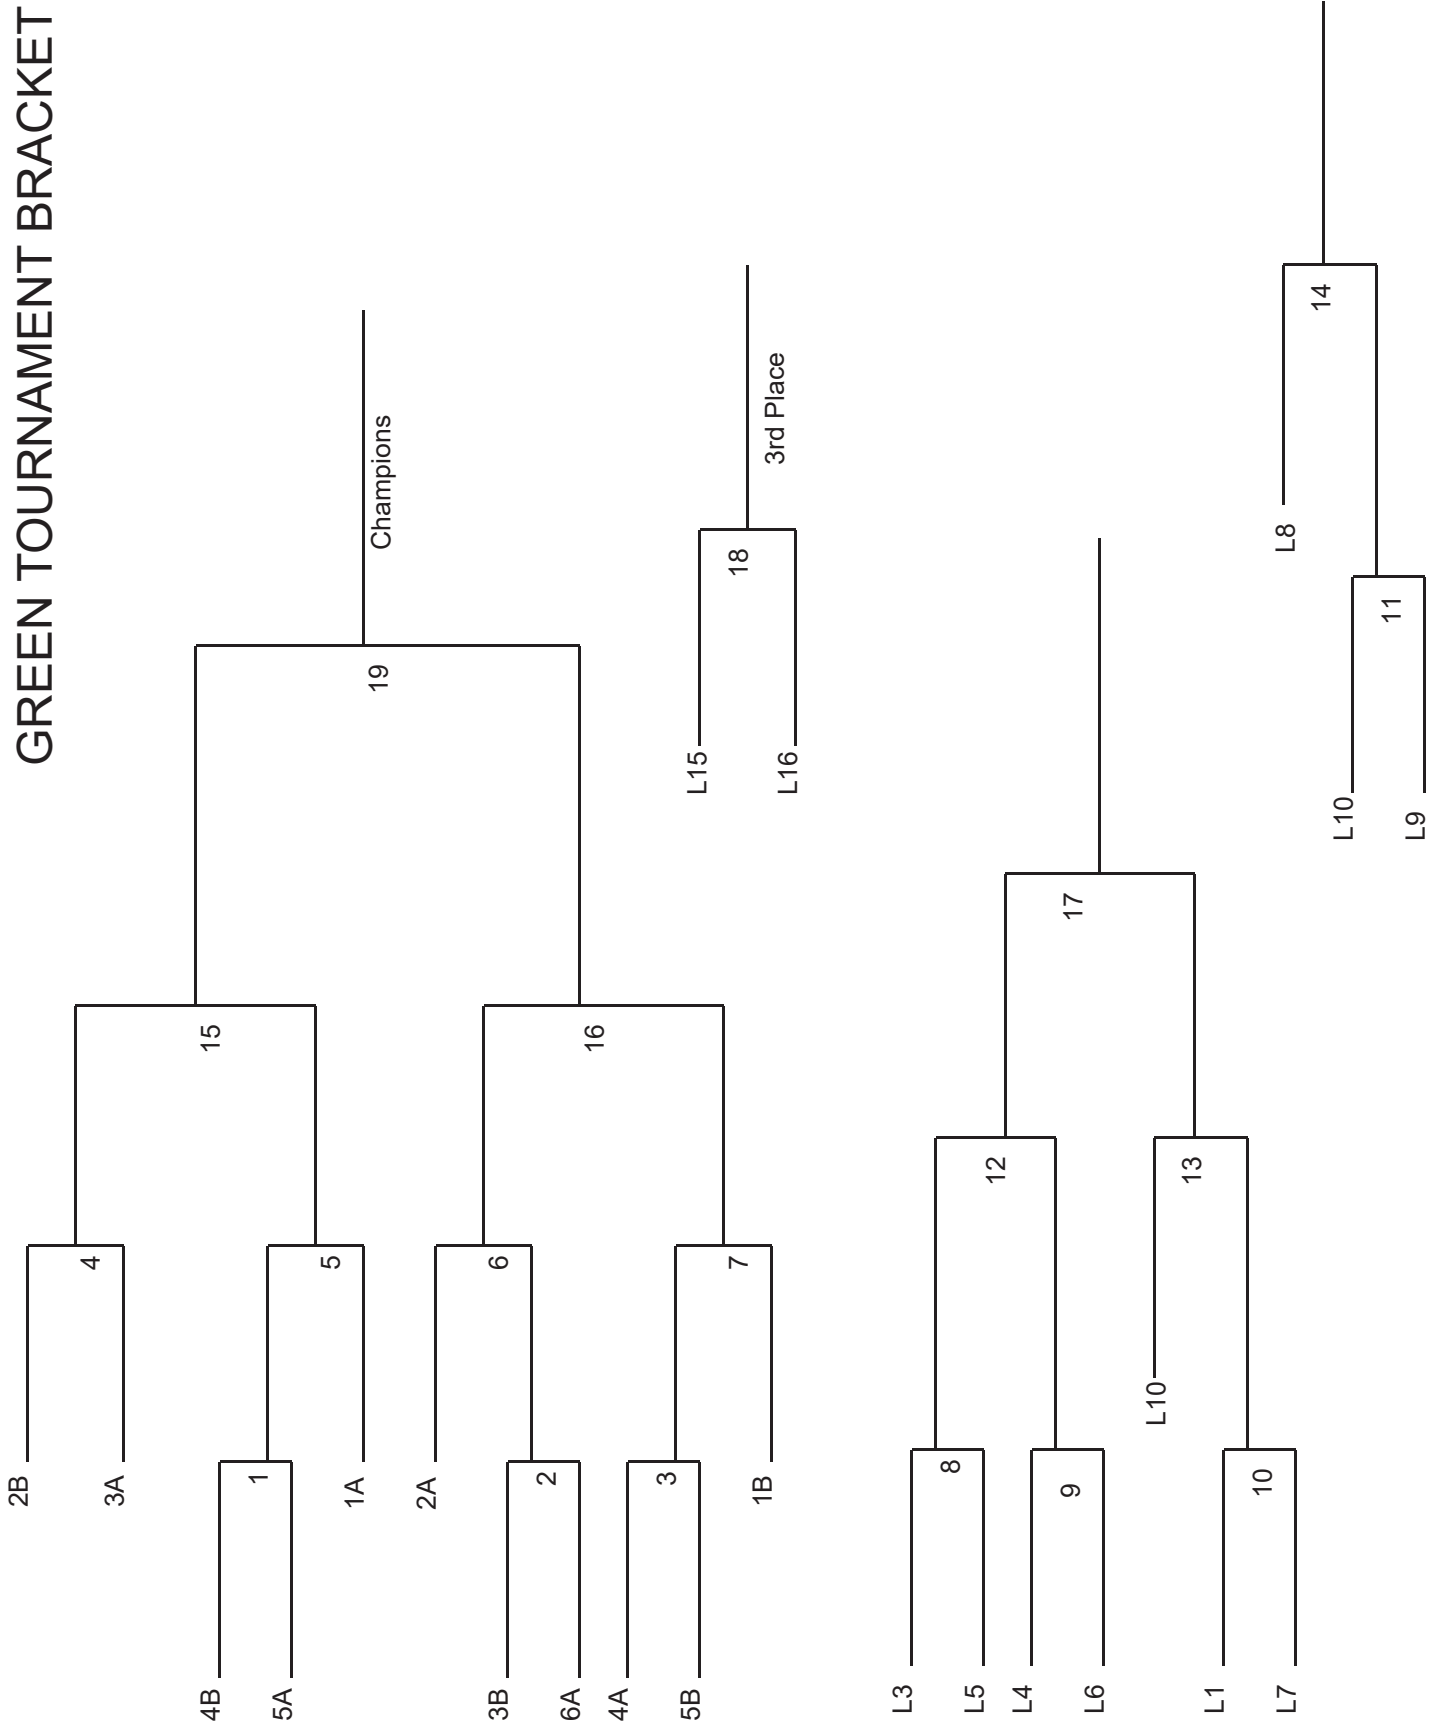 GREEN TOURNAMENT BRACKET
2B
4
3A
15
4B
1
5A
5
1A
19
Champions
2A
6
3B
2
6A
16
4A
3
5B
7
1B
L15
18
L16
3rd Place
L3
8
L5
12
L4
9
L6
17
L10
13
L1
10
L7
L8
14
L10
11
L9